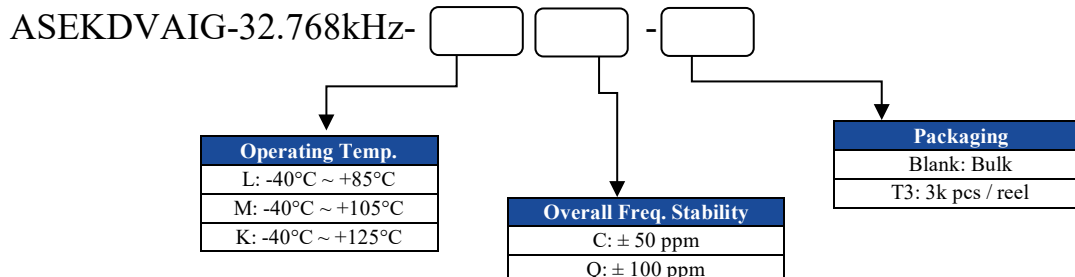 ASEKDVAIG-32.768kHz- -
Operating Temp.
L: -40°C ~ +85°C
M: -40°C ~ +105°C
K: -40°C ~ +125°C
Overall Freq. Stability
C: ± 50 ppm
Q: ± 100 ppm
Packaging
Blank: Bulk
T3: 3k pcs / reel